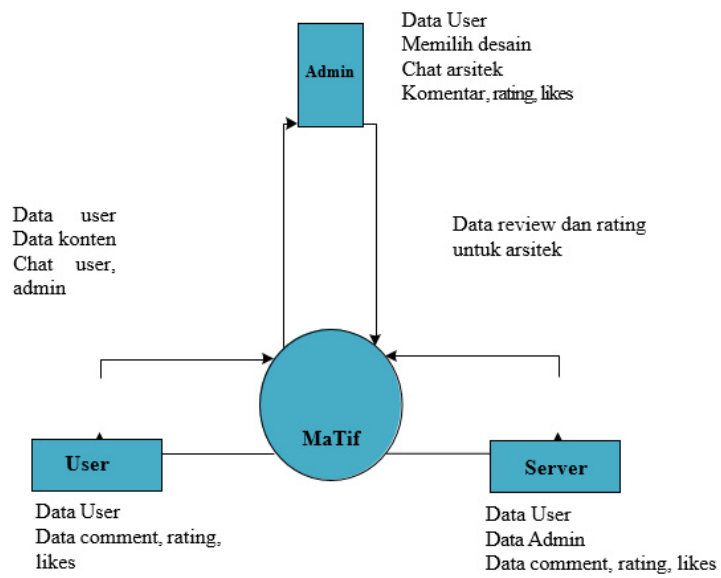 Data User
Memilih desain
Chat arsitek
Komentar, rating, likes
Admin
Data user
Data konten
Chat user,
admin
Data review dan rating
untuk arsitek
MaTif
User
Server
Data User
Data comment, rating,
likes
Data User
Data Admin
Data comment, rating, likes